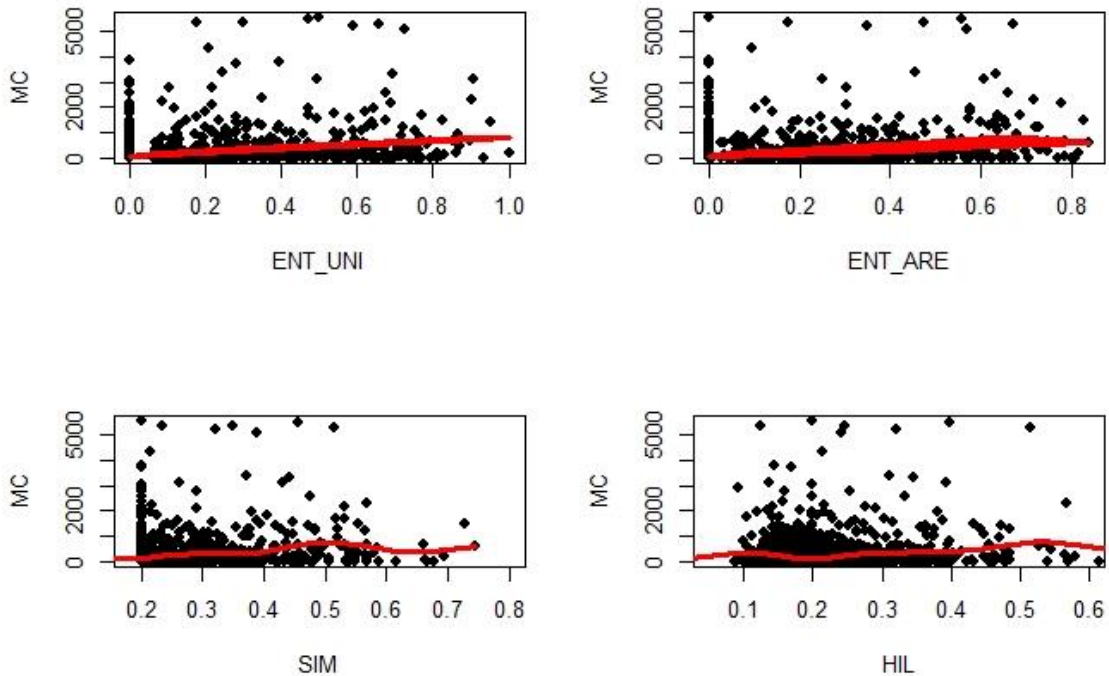 MC
0 2000 5000
0.0 0.2 0.4 0.6 0.8 1.0
ENT_UNI
MC
0 2000 5000
0.0 0.2 0.4 0.6 0.8
ENT_ARE
MC
0 2000 5000
0.2 0.3 0.4 0.5 0.6 0.7 0.8
SIM
MC
0 2000 5000
0.1 0.2 0.3 0.4 0.5 0.6
HIL